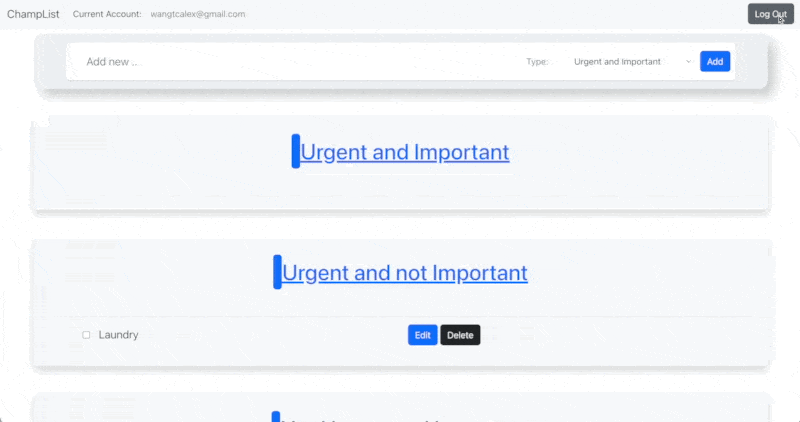 ChampList Current Account: wangtcalex@gmail.com Log Out
Add new .. Type: Urgent and Important Add
Urgent and Important
Urgent and not Important
Laundry Edit Delete